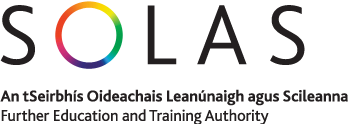 SOLAS
An tSeirbhís Oideachais Leanúnaigh agus Scileanna
Further Education and Training Authority